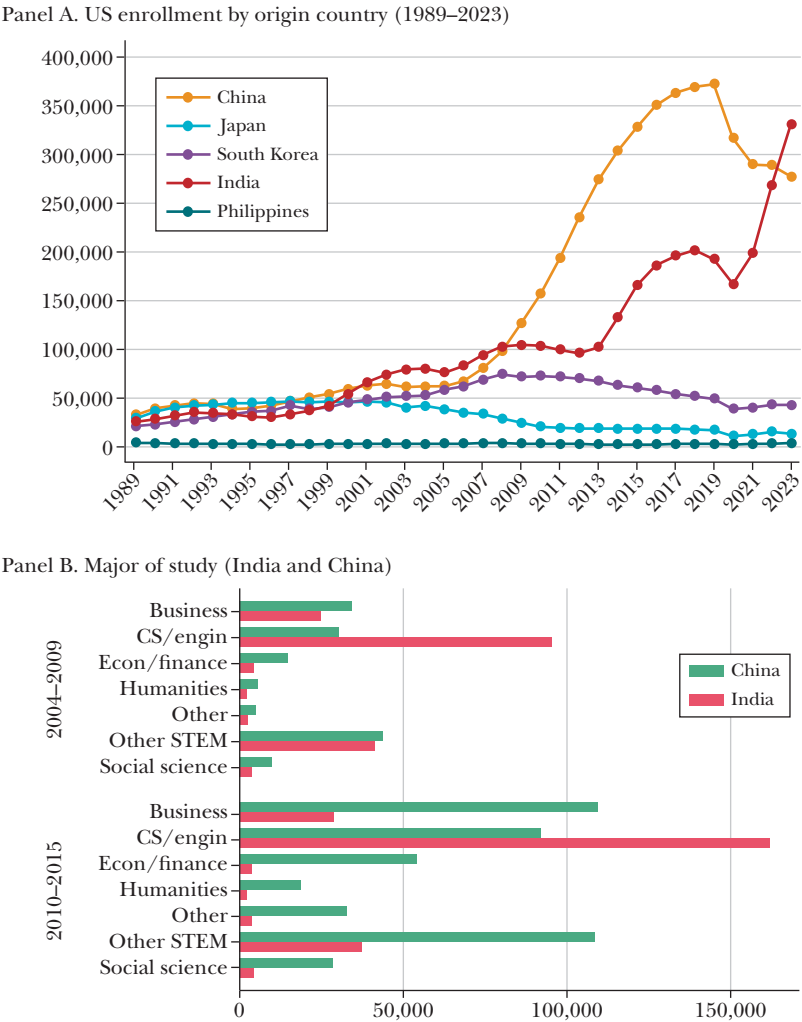 Panel A. US enrollment by origin country (1989–2023)
400,000
350,000
300,000
250,000
200,000
150,000
100,000
50,000
0
China
Japan
South Korea
India
Philippines
1989
1991
1993
1995
1997
1999
2001
2003
2005
2007
2009
2011
2013
2015
2017
2019
2021
2023
Panel B. Major of study (India and China)
2004–2009
Business
CS/engin
Econ/finance
Humanities
Other
Other STEM
Social science
China
India
2010–2015
Business
CS/engin
Econ/finance
Humanities
Other
Other STEM
Social science
0
50,000
100,000
150,000